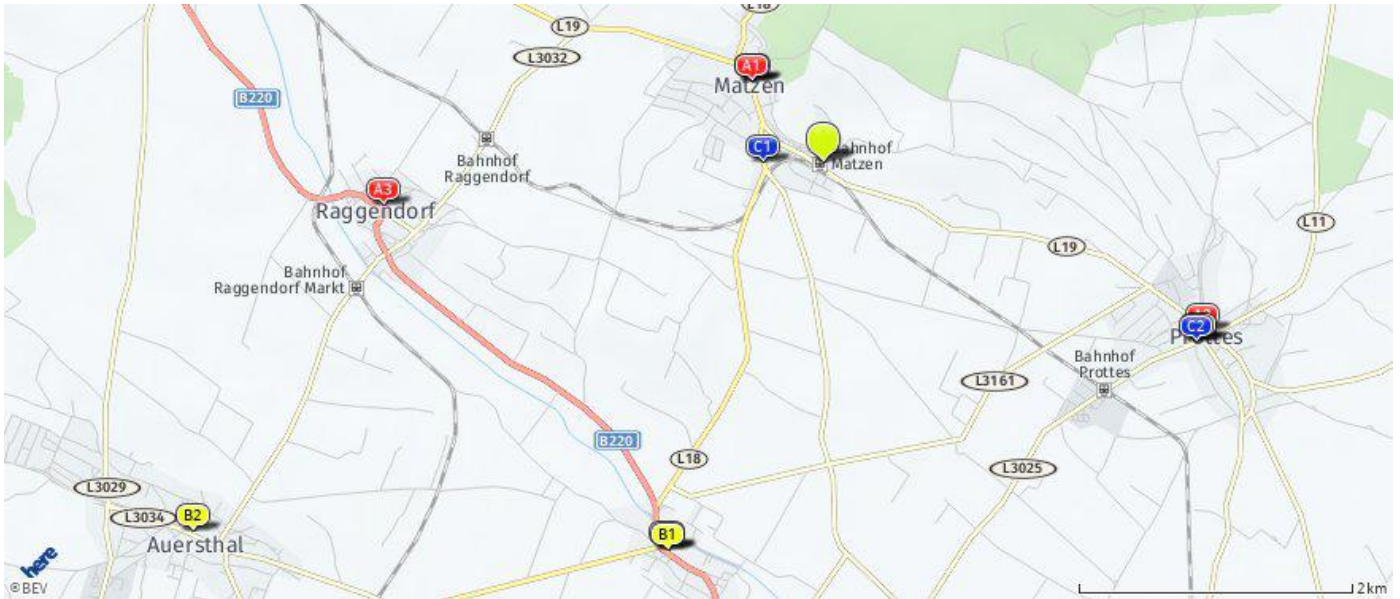 L18
L19
L3032
A1
Matzen
B220
C1
Bahnhof
Matzen
Bahnhof
Raggendorf
A3
Raggendorf
L11
L19
Bahnhof
Raggendorf Markt
C2
Prottes
Bahnhof
Prottes
L3161
B220
L18
L3025
L3029
L3034
B2
B1
Auersthal
here
©BEV
2km